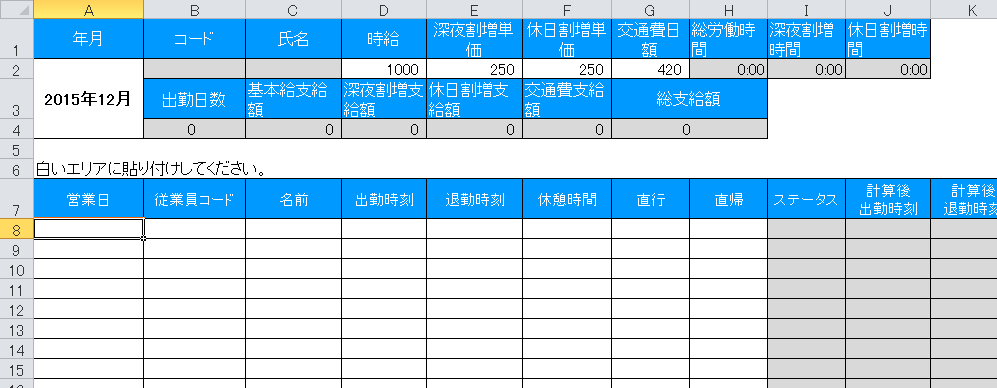 A B C D E F G H I J K
1 年月 コード 氏名 時給 深夜割増単価 休日割増単価 交通費日額 総労働時間 深夜割増時間 休日割増時間
2 1000 250 250 420 0:00 0:00 0:00
3 2015年12月 出勤日数 基本給支給額 深夜割増支給額 休日割増支給額 交通費支給額 総支給額
4 0 0 0 0 0 0
5
6 白いエリアに貼り付けしてください。
7 営業日 従業員コード 名前 出勤時刻 退勤時刻 休憩時間 直行 直帰 ステータス 計算後出勤時刻 計算後退勤時刻
8
9
10
11
12
13
14
15